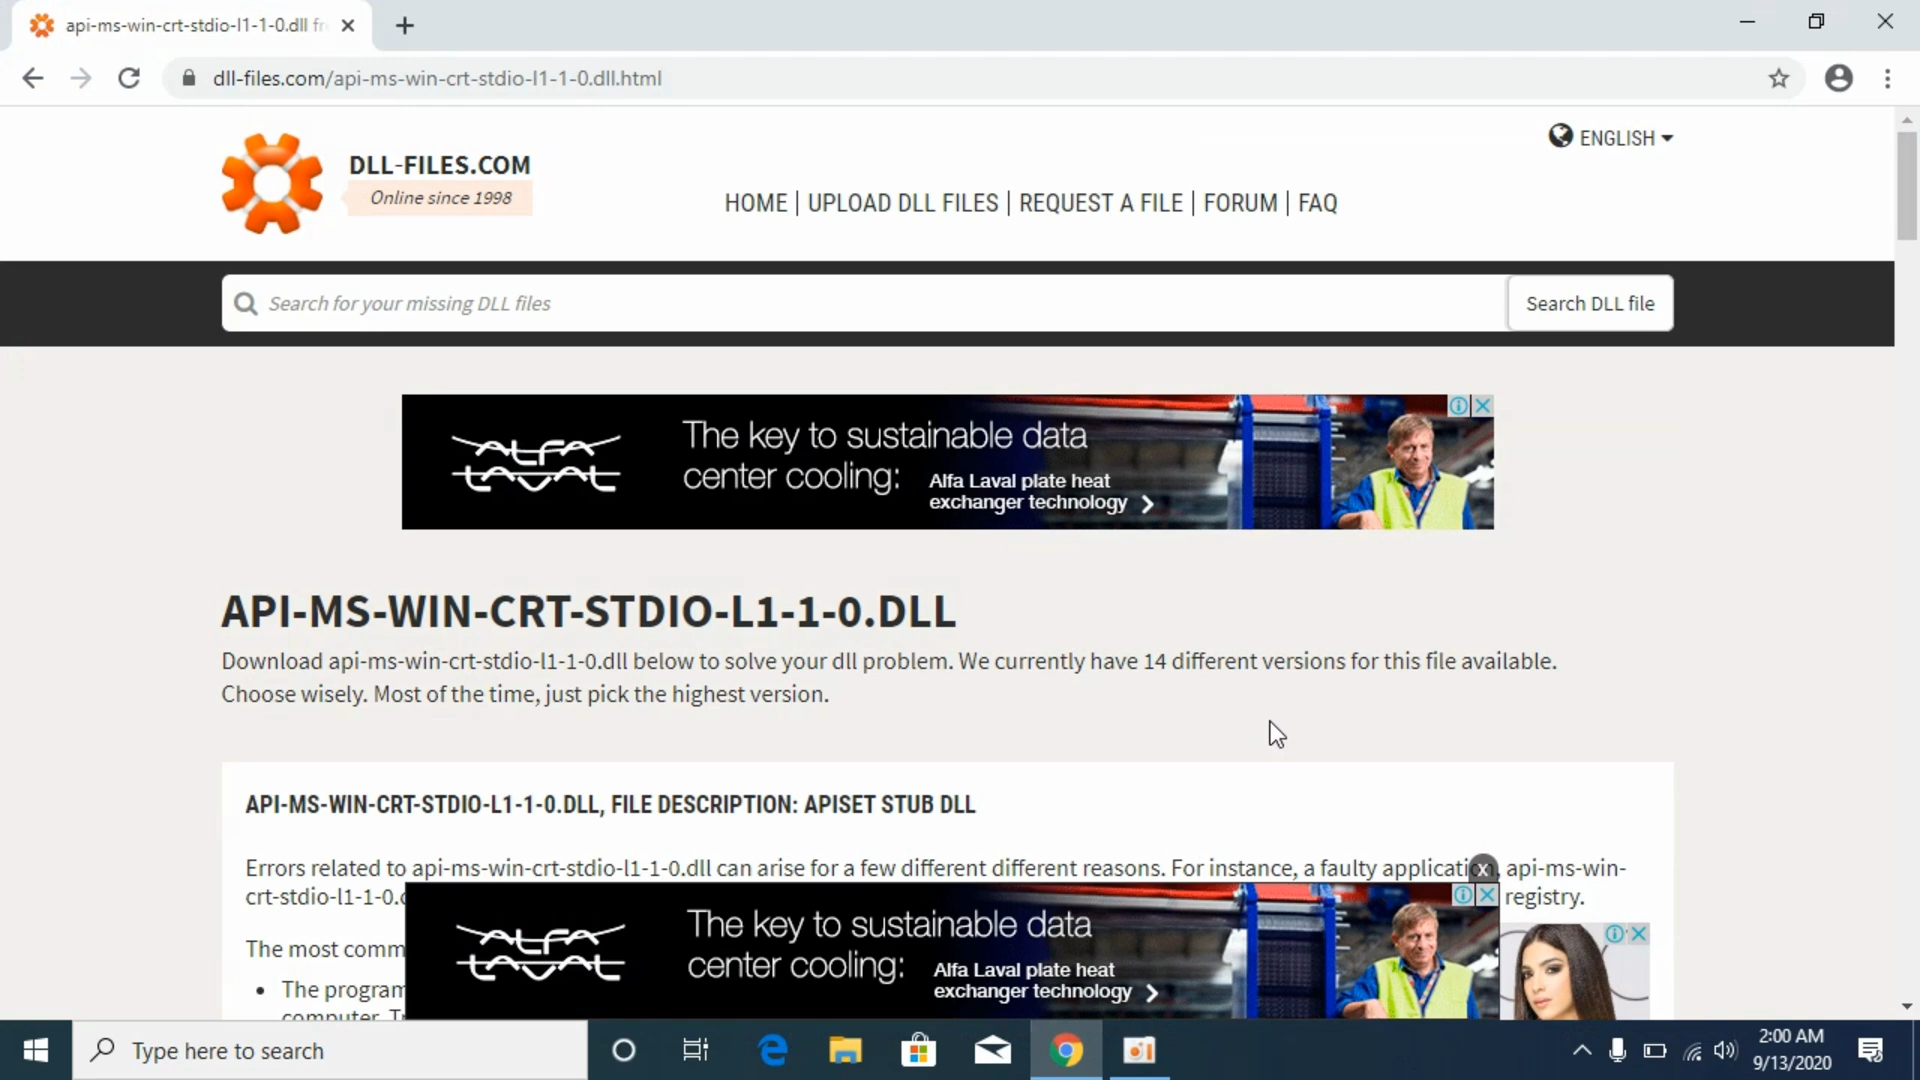 api-ms-win-crt-stdio-l1-1-0.dll fr
dll-files.com/api-ms-win-crt-stdio-l1-1-0.dll.html
ENGLISH
DLL-FILES.COM
Online since 1998
HOME | UPLOAD DLL FILES | REQUEST A FILE | FORUM | FAQ
Search for your missing DLL files
Search DLL file
ALFA
LAVAL
The key to sustainable data
center cooling:
Alfa Laval plate heat
exchanger technology
API-MS-WIN-CRT-STDIO-L1-1-0.DLL
Download api-ms-win-crt-stdio-l1-1-0.dll below to solve your dll problem. We currently have 14 different versions for this file available.
Choose wisely. Most of the time, just pick the highest version.
API-MS-WIN-CRT-STDIO-L1-1-0.DLL, FILE DESCRIPTION: APISET STUB DLL
Errors related to api-ms-win-crt-stdio-l1-1-0.dll can arise for a few different different reasons. For instance, a faulty application, api-ms-win-
crt-stdio-l1-1-0.d registry.
The most comm
ALFA
LAVAL
The key to sustainable data
center cooling:
Alfa Laval plate heat
exchanger technology
• The program
computer.
Type here to search
2:00 AM
9/13/2020